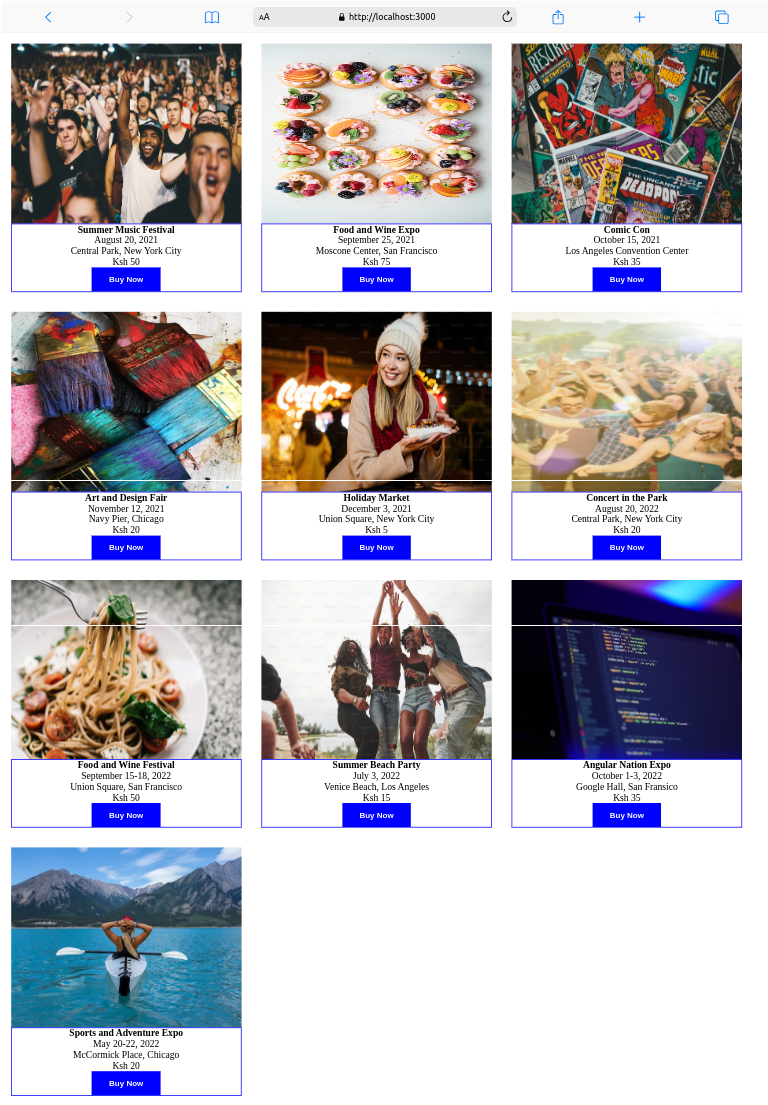 AA http://localhost:3000
DEADPOOL
Summer Music Festival
August 20, 2021
Central Park, New York City
Ksh 50
Buy Now
Food and Wine Expo
September 25, 2021
Moscone Center, San Francisco
Ksh 75
Buy Now
Comic Con
October 15, 2021
Los Angeles Convention Center
Ksh 35
Buy Now
Art and Design Fair
November 12, 2021
Navy Pier, Chicago
Ksh 20
Buy Now
Holiday Market
December 3, 2021
Union Square, New York City
Ksh 5
Buy Now
Concert in the Park
August 20, 2022
Central Park, New York City
Ksh 20
Buy Now
Food and Wine Festival
September 15-18, 2022
Union Square, San Francisco
Ksh 50
Buy Now
Summer Beach Party
July 3, 2022
Venice Beach, Los Angeles
Ksh 15
Buy Now
Angular Nation Expo
October 1-3, 2022
Google Hall, San Fransico
Ksh 35
Buy Now
Sports and Adventure Expo
May 20-22, 2022
McCormick Place, Chicago
Ksh 20
Buy Now